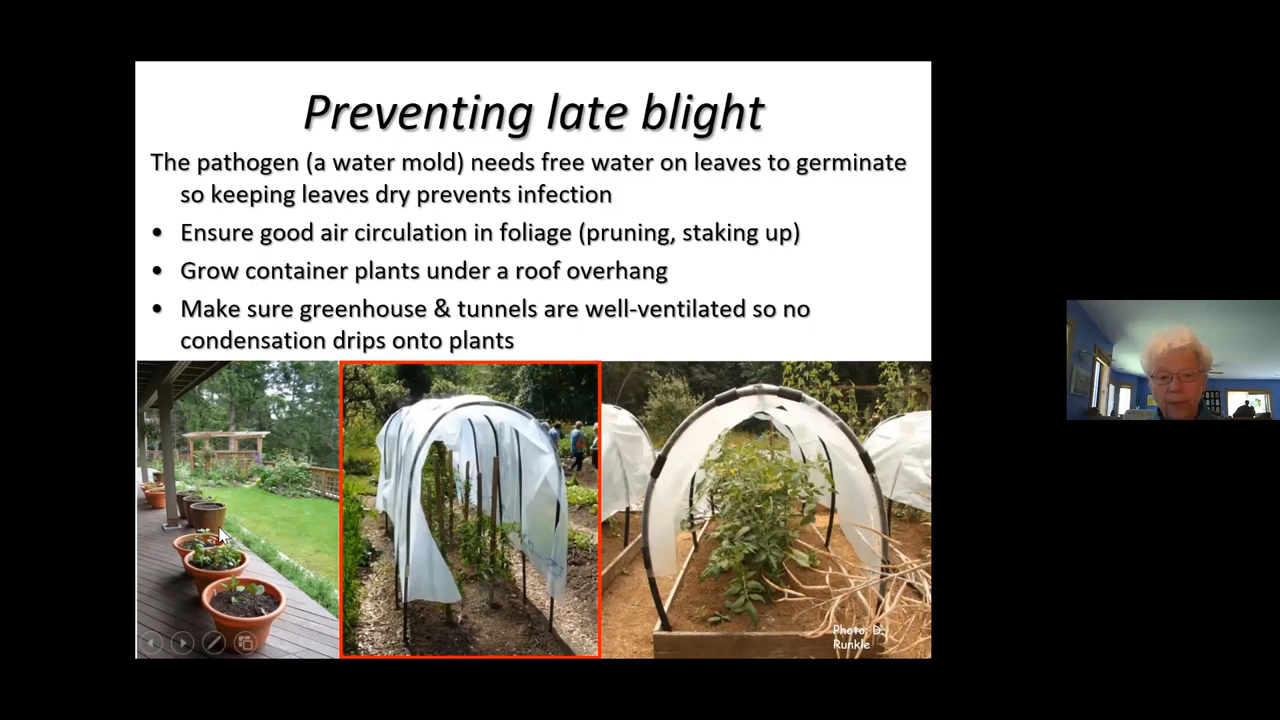 Preventing late blight
The pathogen (a water mold) needs free water on leaves to germinate
so keeping leaves dry prevents infection
• Ensure good air circulation in foliage (pruning, staking up)
• Grow container plants under a roof overhang
• Make sure greenhouse & tunnels are well-ventilated so no
condensation drips onto plants
Photo: D.
Runkle